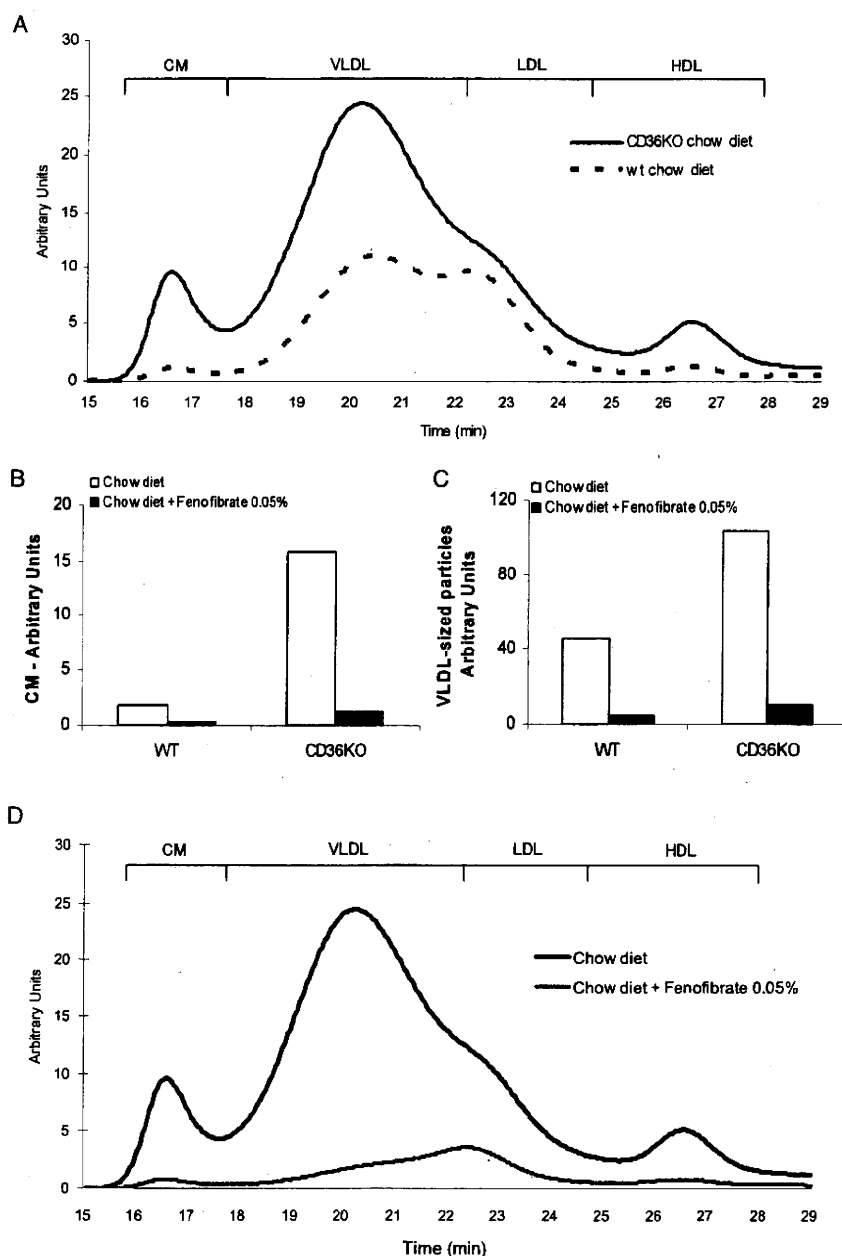 A
30
25
20
15
10
5
0
Arbitrary Units
CM VLDL LDL HDL
CD36KO chow diet
wt chow diet
15 16 17 18 19 20 21 22 23 24 25 26 27 28 29
Time (min)
B
Chow diet
Chow diet + Fenofibrate 0.05%
20
15
10
5
0
CM - Arbitrary Units
WT CD36KO
C
Chow diet
Chow diet + Fenofibrate 0.05%
120
80
40
0
VLDL-sized particles
Arbitrary Units
WT CD36KO
D
30
25
20
15
10
5
0
Arbitrary Units
CM VLDL LDL HDL
Chow diet
Chow diet + Fenofibrate 0.05%
15 16 17 18 19 20 21 22 23 24 25 26 27 28 29
Time (min)